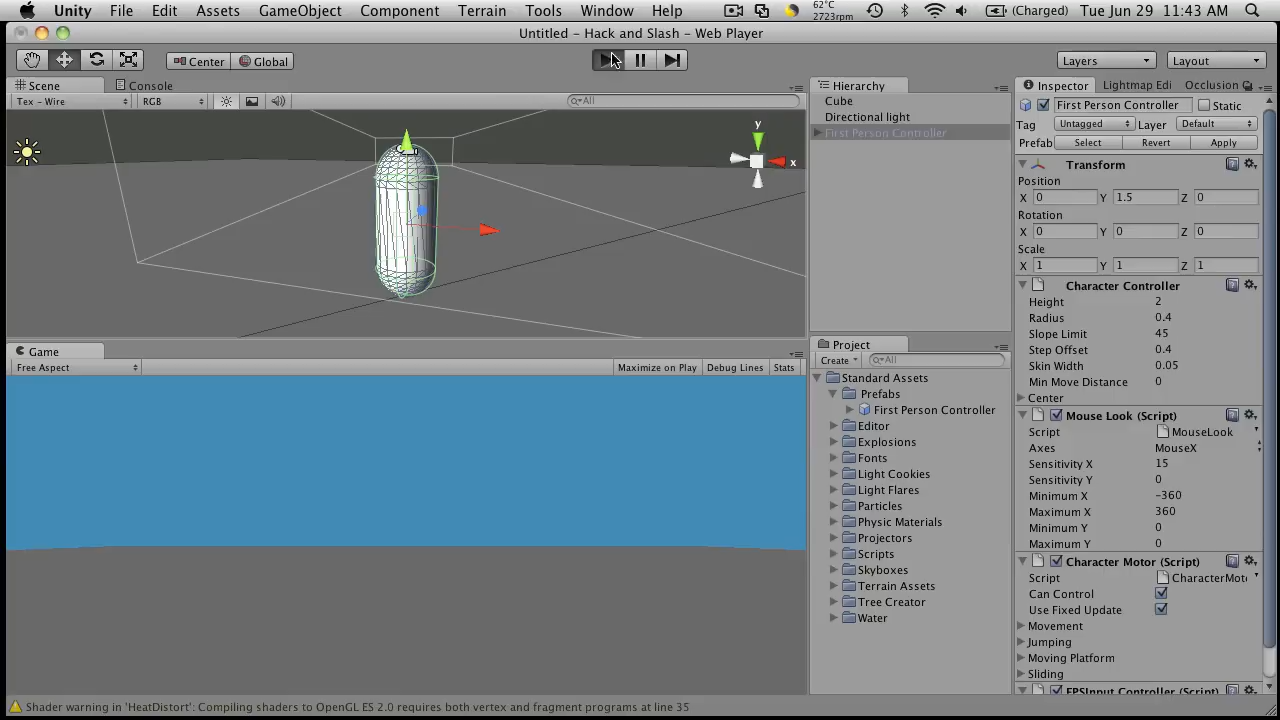 Unity File Edit Assets GameObject Component Terrain Tools Window Help 62°C 2723rpm (Charged) Tue Jun 29 11:43 AM
Untitled - Hack and Slash - Web Player
Center Global Layers Layout
Scene Console
Tex - Wire RGB All
y
x
Hierarchy
Cube
Directional light
First Person Controller
Game
Free Aspect Maximize on Play Debug Lines Stats
Project
Create All
Standard Assets
Prefabs
First Person Controller
Editor
Explosions
Fonts
Light Cookies
Light Flares
Particles
Physic Materials
Projectors
Scripts
Skyboxes
Terrain Assets
Tree Creator
Water
Inspector Lightmap Edi Occlusion
First Person Controller Static
Tag Untagged Layer Default
Prefab Select Revert Apply
Transform
Position
X 0 Y 1.5 Z 0
Rotation
X 0 Y 0 Z 0
Scale
X 1 Y 1 Z 1
Character Controller
Height 2
Radius 0.4
Slope Limit 45
Step Offset 0.4
Skin Width 0.05
Min Move Distance 0
Center
Mouse Look (Script)
Script MouseLook
Axes MouseX
Sensitivity X 15
Sensitivity Y 0
Minimum X -360
Maximum X 360
Minimum Y 0
Maximum Y 0
Character Motor (Script)
Script CharacterMoto
Can Control
Use Fixed Update
Movement
Jumping
Moving Platform
Sliding
FPSInput Controller (Script)
Shader warning in 'HeatDistort': Compiling shaders to OpenGL ES 2.0 requires both vertex and fragment programs at line 35